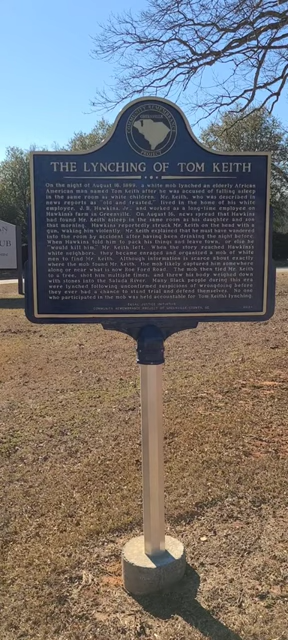 THE LYNCHING OF TOM KEITH
On the night of August 16, 1899, a white mob lynched an elderly African
American man named Tom Keith after he was accused of falling asleep
in the same room as white children. Mr. Keith, who was described in
news reports as "old and trusted," lived in the home of his white
employer, J. R. Hawkins, and worked as a long-time employee on
Hawkins's farm in Greenville. On August 16, news spread that Hawkins
had found Mr. Keith asleep in the same room as his daughter and son
that morning. Hawkins reportedly struck Mr. Keith on the head with a
gun, waking him violently. Mr. Keith explained that he must have wandered
into the room by mistake after having been drinking the night before.
When Hawkins told him to pack his things and leave town, or else he
"would kill him," Mr. Keith left. When the story reached Hawkins'
white neighbors, they became enraged and organized a mob of white
men to find Mr. Keith. Although information is scarce about exactly
where the mob found Mr. Keith, the mob likely captured him somewhere
along or near what is now Roe Ford Road. The mob then tied Mr. Keith
to a tree, shot him multiple times, and threw his body weighed down
with stones into the Saluda River. Many Black people during this era
were lynched following unconfirmed suspicions of wrongdoing before
they ever had a chance to stand trial and defend themselves. No one
who participated in the mob was held accountable for Tom Keith's lynching.
EQUAL JUSTICE INITIATIVE
UB